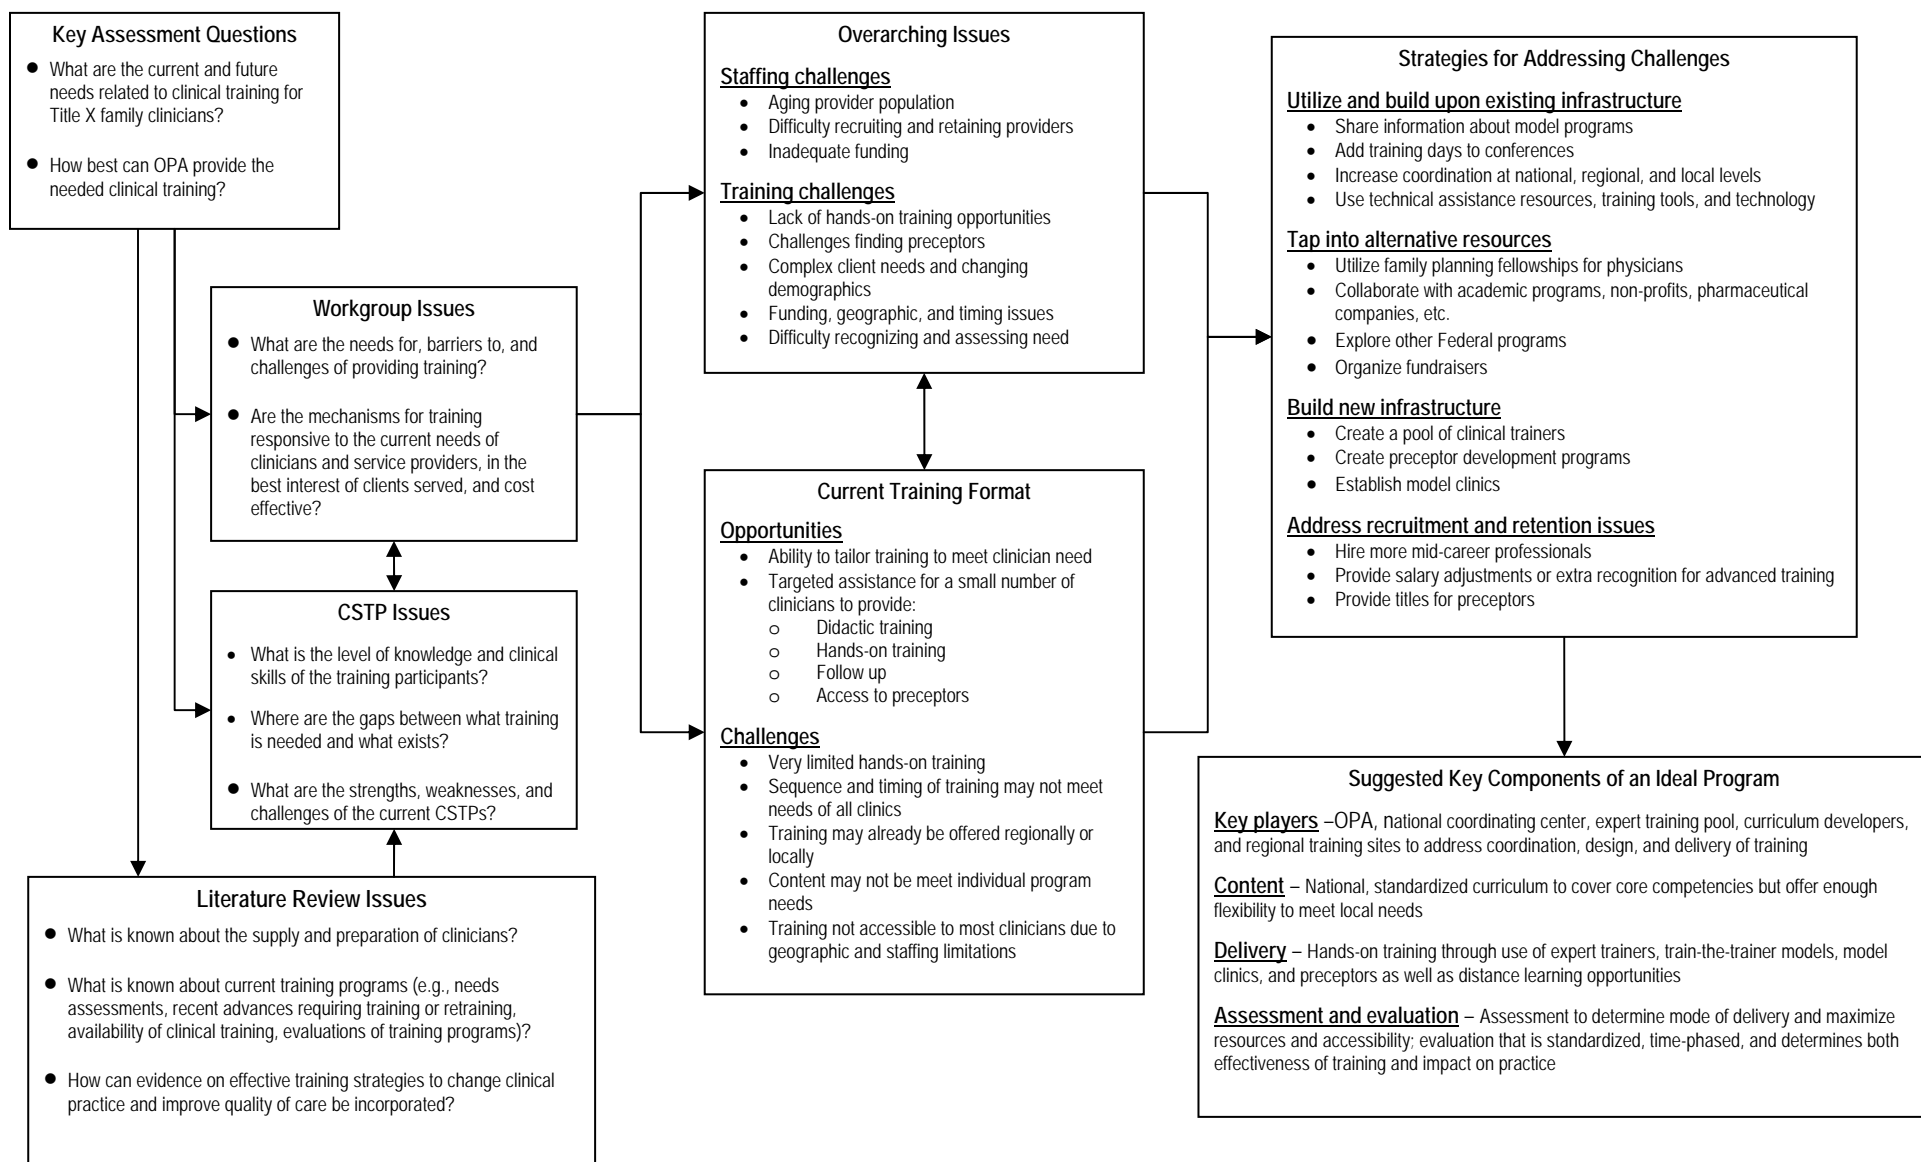 Key Assessment Questions
● What are the current and future
needs related to clinical training for
Title X family clinicians?
● How best can OPA provide the
needed clinical training?
Workgroup Issues
● What are the needs for, barriers to, and
challenges of providing training?
● Are the mechanisms for training
responsive to the current needs of
clinicians and service providers, in the
best interest of clients served, and cost
effective?
CSTP Issues
• What is the level of knowledge and clinical
skills of the training participants?
• Where are the gaps between what training
is needed and what exists?
● What are the strengths, weaknesses, and
challenges of the current CSTPs?
Literature Review Issues
● What is known about the supply and preparation of clinicians?
● What is known about current training programs (e.g., needs
assessments, recent advances requiring training or retraining,
availability of clinical training, evaluations of training programs)?
● How can evidence on effective training strategies to change clinical
practice and improve quality of care be incorporated?
Overarching Issues
Staffing challenges
• Aging provider population
• Difficulty recruiting and retaining providers
• Inadequate funding
Training challenges
• Lack of hands-on training opportunities
• Challenges finding preceptors
• Complex client needs and changing
demographics
• Funding, geographic, and timing issues
• Difficulty recognizing and assessing need
Current Training Format
Opportunities
• Ability to tailor training to meet clinician need
• Targeted assistance for a small number of
clinicians to provide:
o Didactic training
o Hands-on training
o Follow up
o Access to preceptors
Challenges
• Very limited hands-on training
• Sequence and timing of training may not meet
needs of all clinics
• Training may already be offered regionally or
locally
• Content may not be meet individual program
needs
• Training not accessible to most clinicians due to
geographic and staffing limitations
Strategies for Addressing Challenges
Utilize and build upon existing infrastructure
• Share information about model programs
• Add training days to conferences
• Increase coordination at national, regional, and local levels
• Use technical assistance resources, training tools, and technology
Tap into alternative resources
• Utilize family planning fellowships for physicians
• Collaborate with academic programs, non-profits, pharmaceutical
companies, etc.
• Explore other Federal programs
• Organize fundraisers
Build new infrastructure
• Create a pool of clinical trainers
• Create preceptor development programs
• Establish model clinics
Address recruitment and retention issues
• Hire more mid-career professionals
• Provide salary adjustments or extra recognition for advanced training
• Provide titles for preceptors
Suggested Key Components of an Ideal Program
Key players –OPA, national coordinating center, expert training pool, curriculum developers,
and regional training sites to address coordination, design, and delivery of training
Content – National, standardized curriculum to cover core competencies but offer enough
flexibility to meet local needs
Delivery – Hands-on training through use of expert trainers, train-the-trainer models, model
clinics, and preceptors as well as distance learning opportunities
Assessment and evaluation – Assessment to determine mode of delivery and maximize
resources and accessibility; evaluation that is standardized, time-phased, and determines both
effectiveness of training and impact on practice